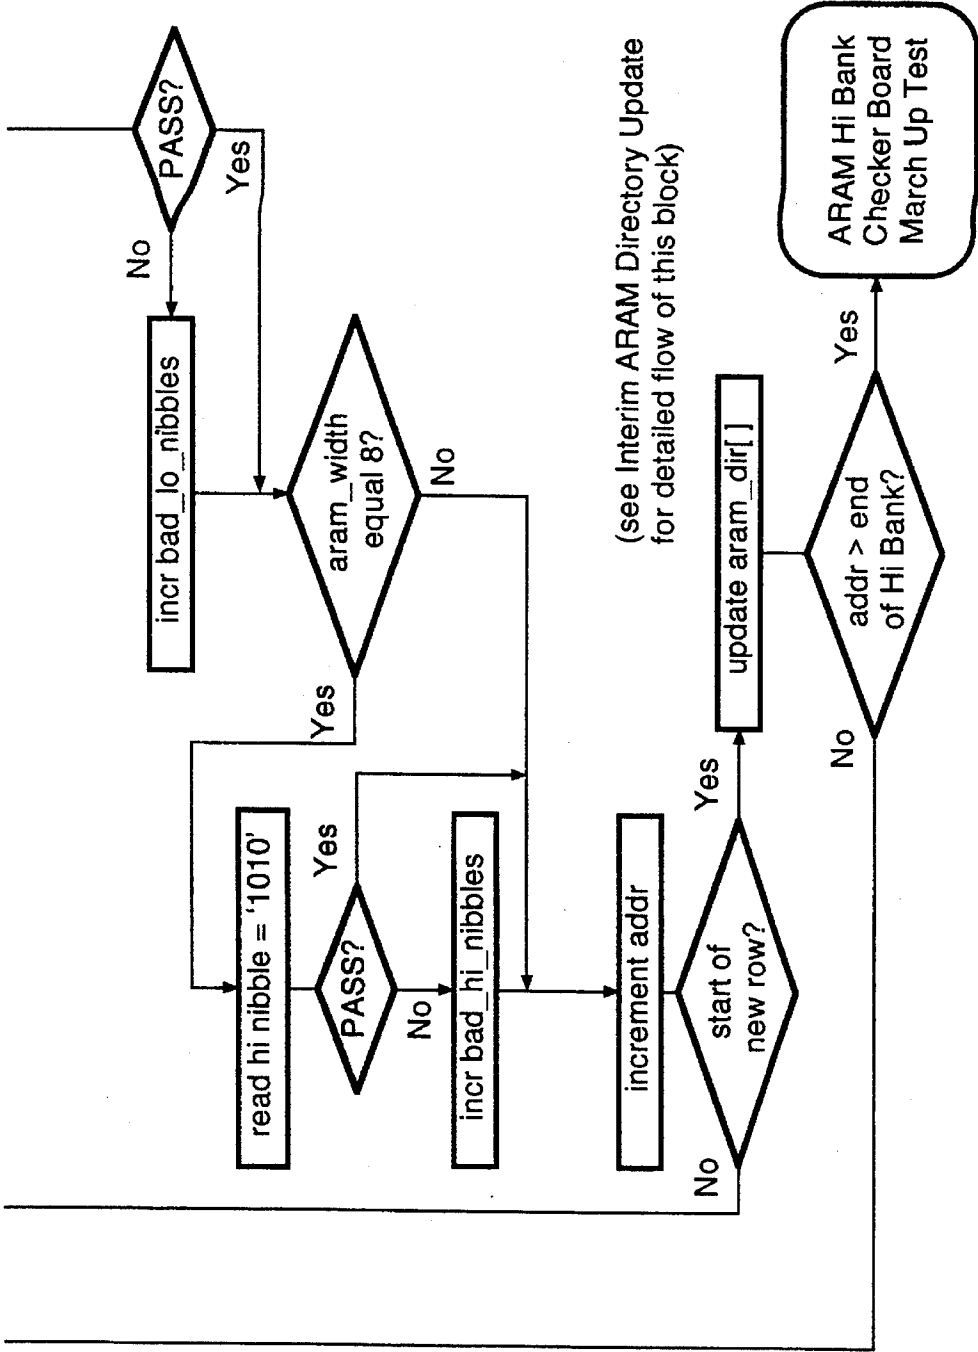 PASS?
No
Yes
incr bad_lo_nibbles
aram_width
equal 8?
Yes
No
read hi nibble = '1010'
PASS?
Yes
No
incr bad_hi_nibbles
increment addr
start of
new row?
No
Yes
update aram_dir[ ]
(see Interim ARAM Directory Update
for detailed flow of this block)
addr > end
of Hi Bank?
No
Yes
ARAM Hi Bank
Checker Board
March Up Test